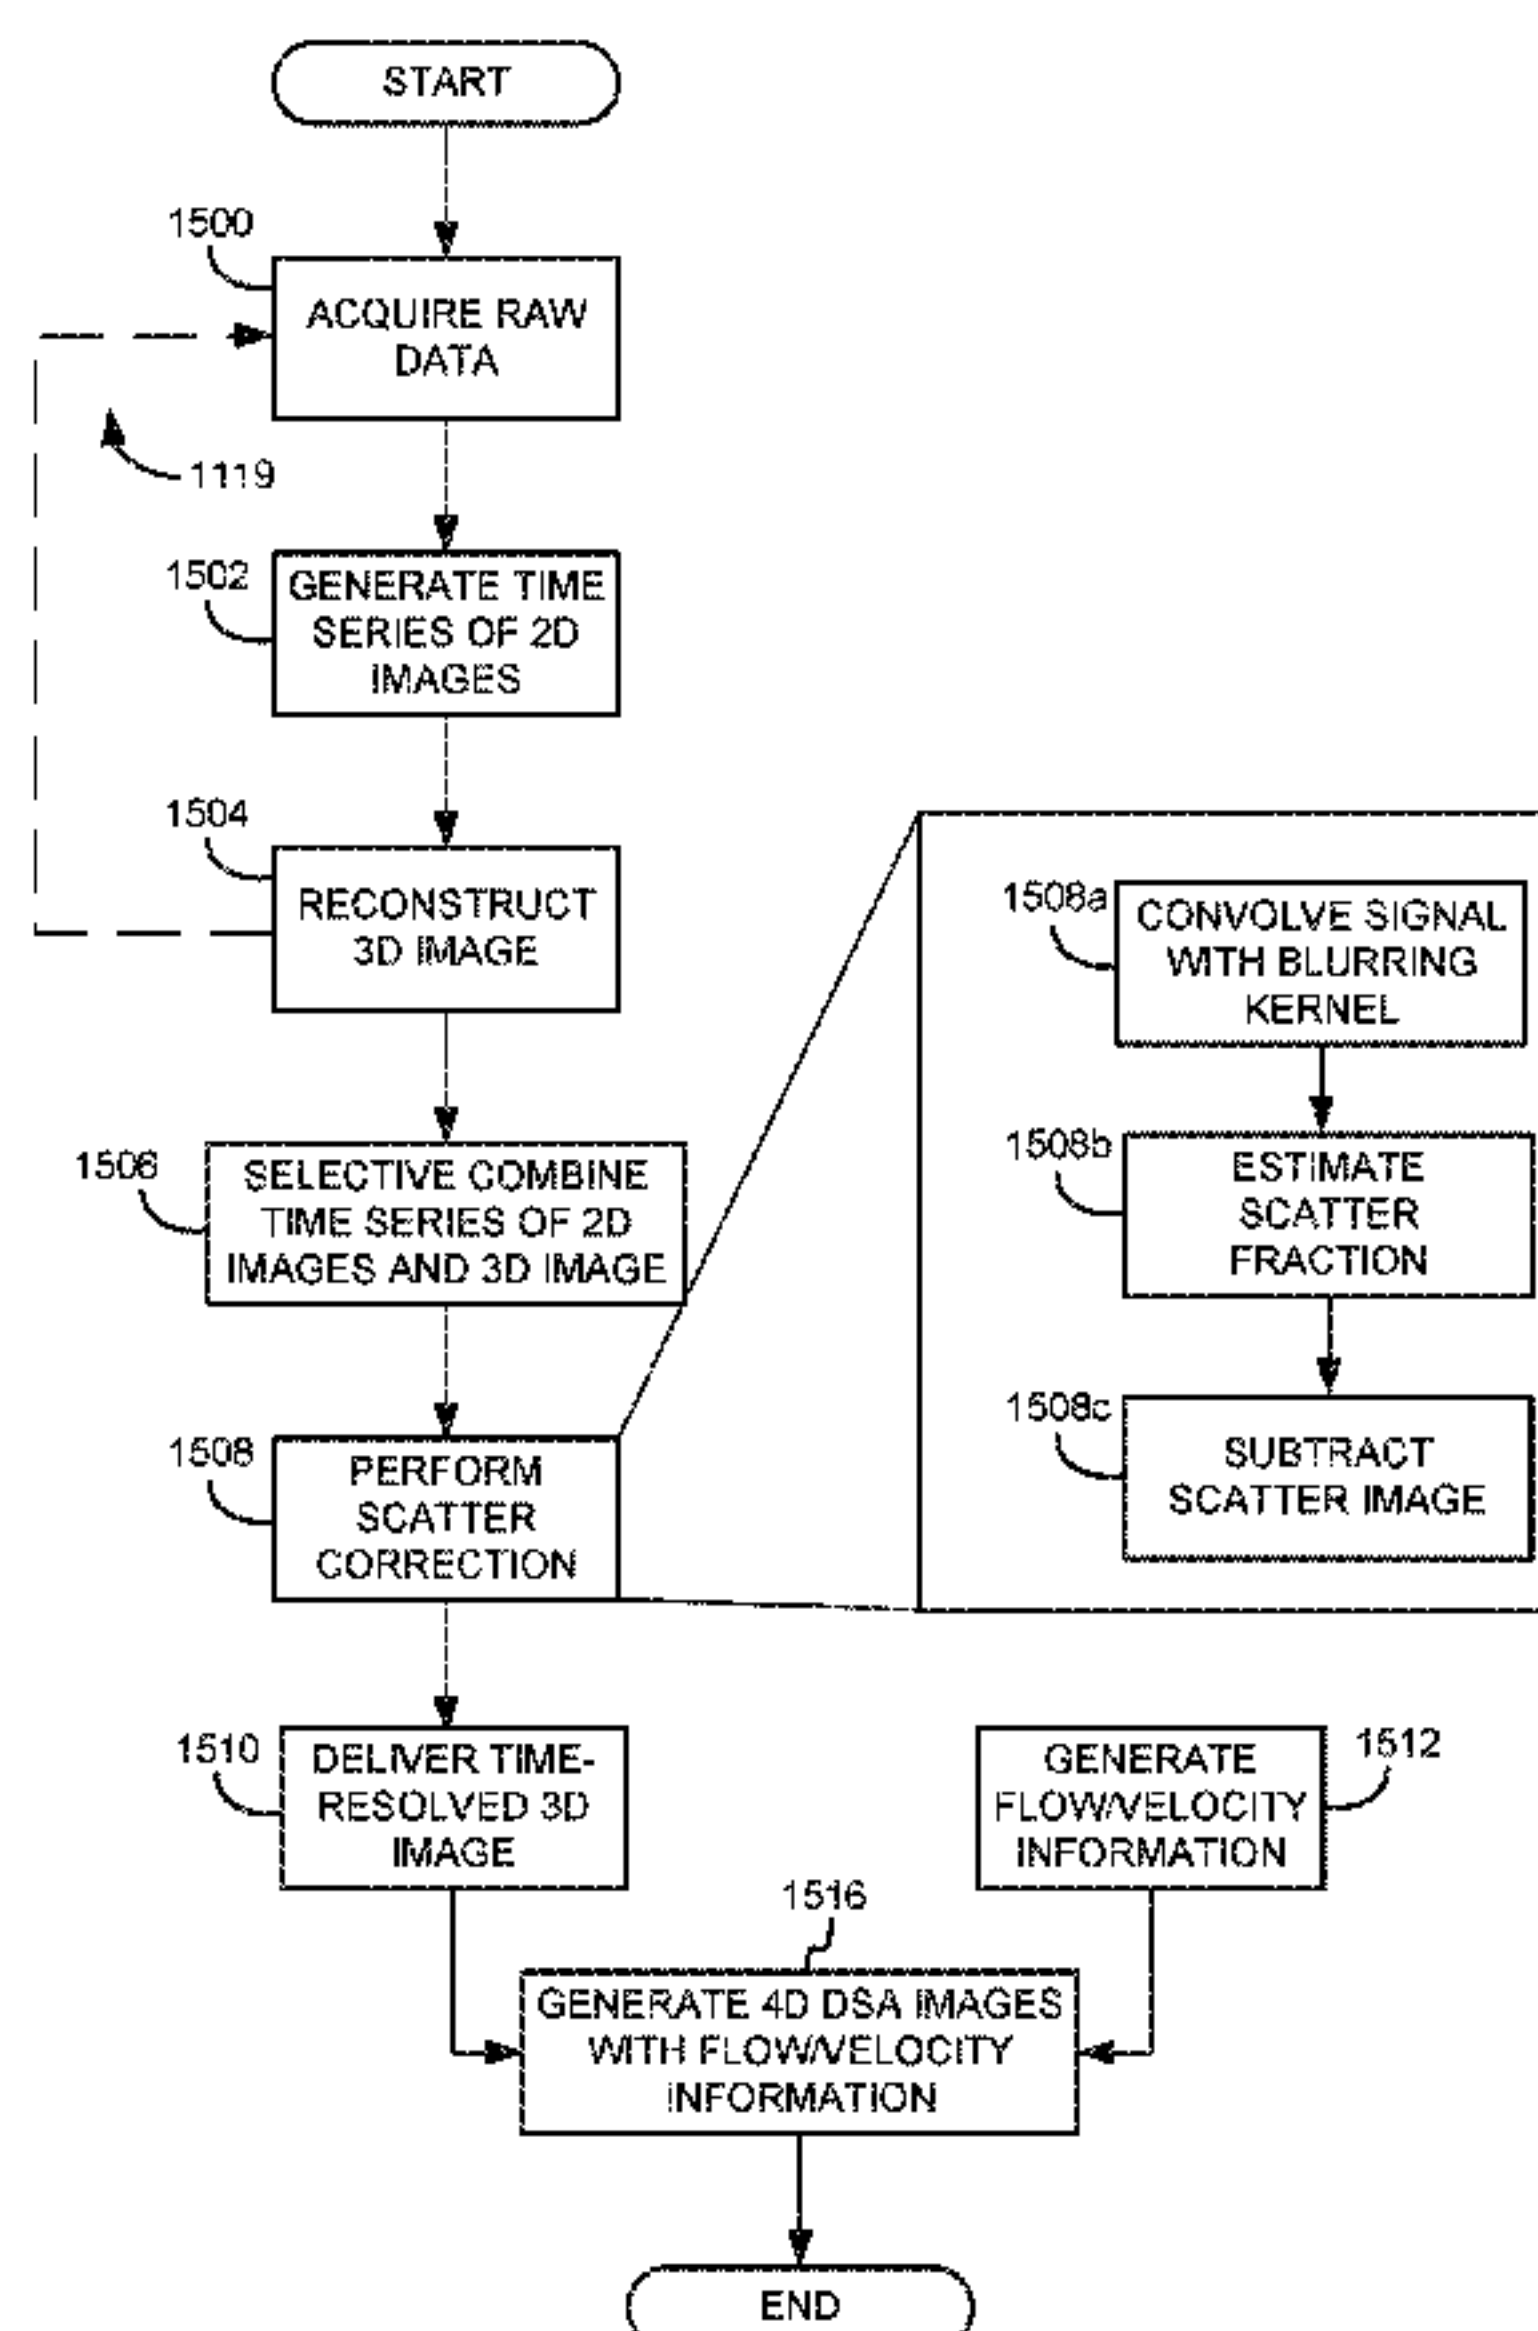 START
1500
ACQUIRE RAW
DATA
1119
1502
GENERATE TIME
SERIES OF 2D
IMAGES
1504
RECONSTRUCT
3D IMAGE
1506
SELECTIVE COMBINE
TIME SERIES OF 2D
IMAGES AND 3D IMAGE
1508
PERFORM
SCATTER
CORRECTION
1508a
CONVOLVE SIGNAL
WITH BLURRING
KERNEL
1508b
ESTIMATE
SCATTER
FRACTION
1508c
SUBTRACT
SCATTER IMAGE
1510
DELIVER TIME-
RESOLVED 3D
IMAGE
GENERATE
FLOW/VELOCITY
INFORMATION
1512
1516
GENERATE 4D DSA IMAGES
WITH FLOW/VELOCITY
INFORMATION
END